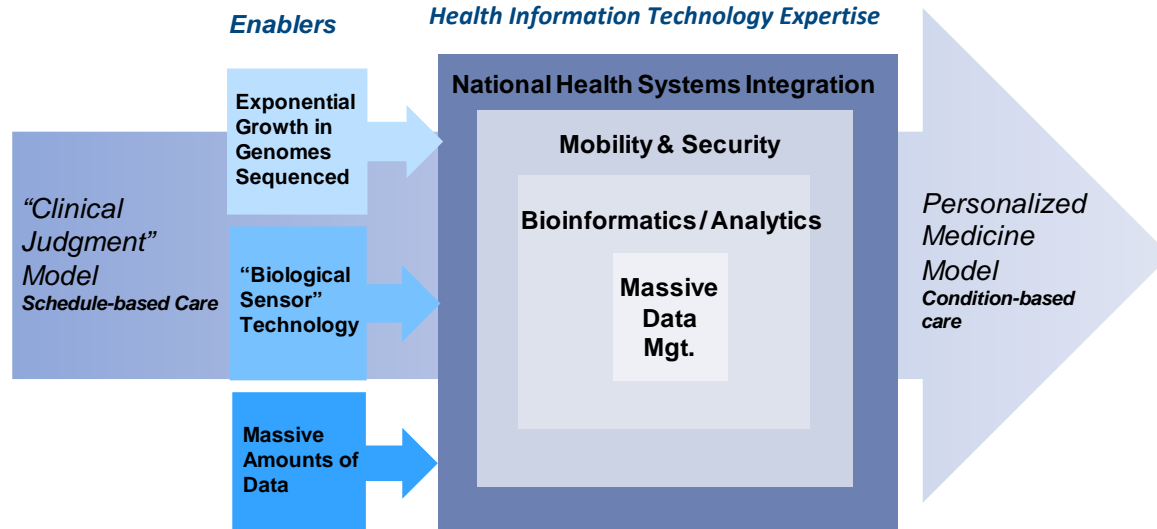 Enablers
Health Information Technology Expertise
Exponential
Growth in
Genomes
Sequenced
National Health Systems Integration
Mobility & Security
Bioinformatics / Analytics
Massive
Data
Mgt.
“Clinical
Judgment”
Model
Schedule-based Care
“Biological
Sensor”
Technology
Massive
Amounts of
Data
Personalized
Medicine
Model
Condition-based
care